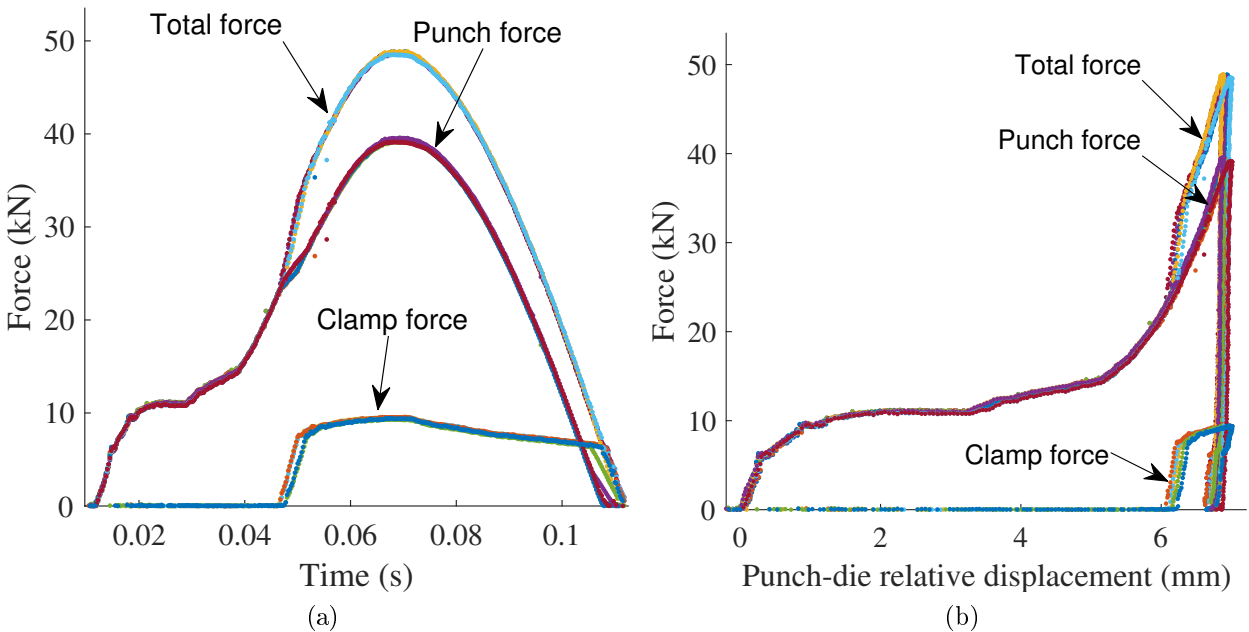 Total force
Punch force
Clamp force
50
40
30
20
10
0
Force (kN)
0.02
0.04
0.06
0.08
0.1
Time (s)
(a)
Total force
Punch force
Clamp force
50
40
30
20
10
0
Force (kN)
0
2
4
6
Punch-die relative displacement (mm)
(b)